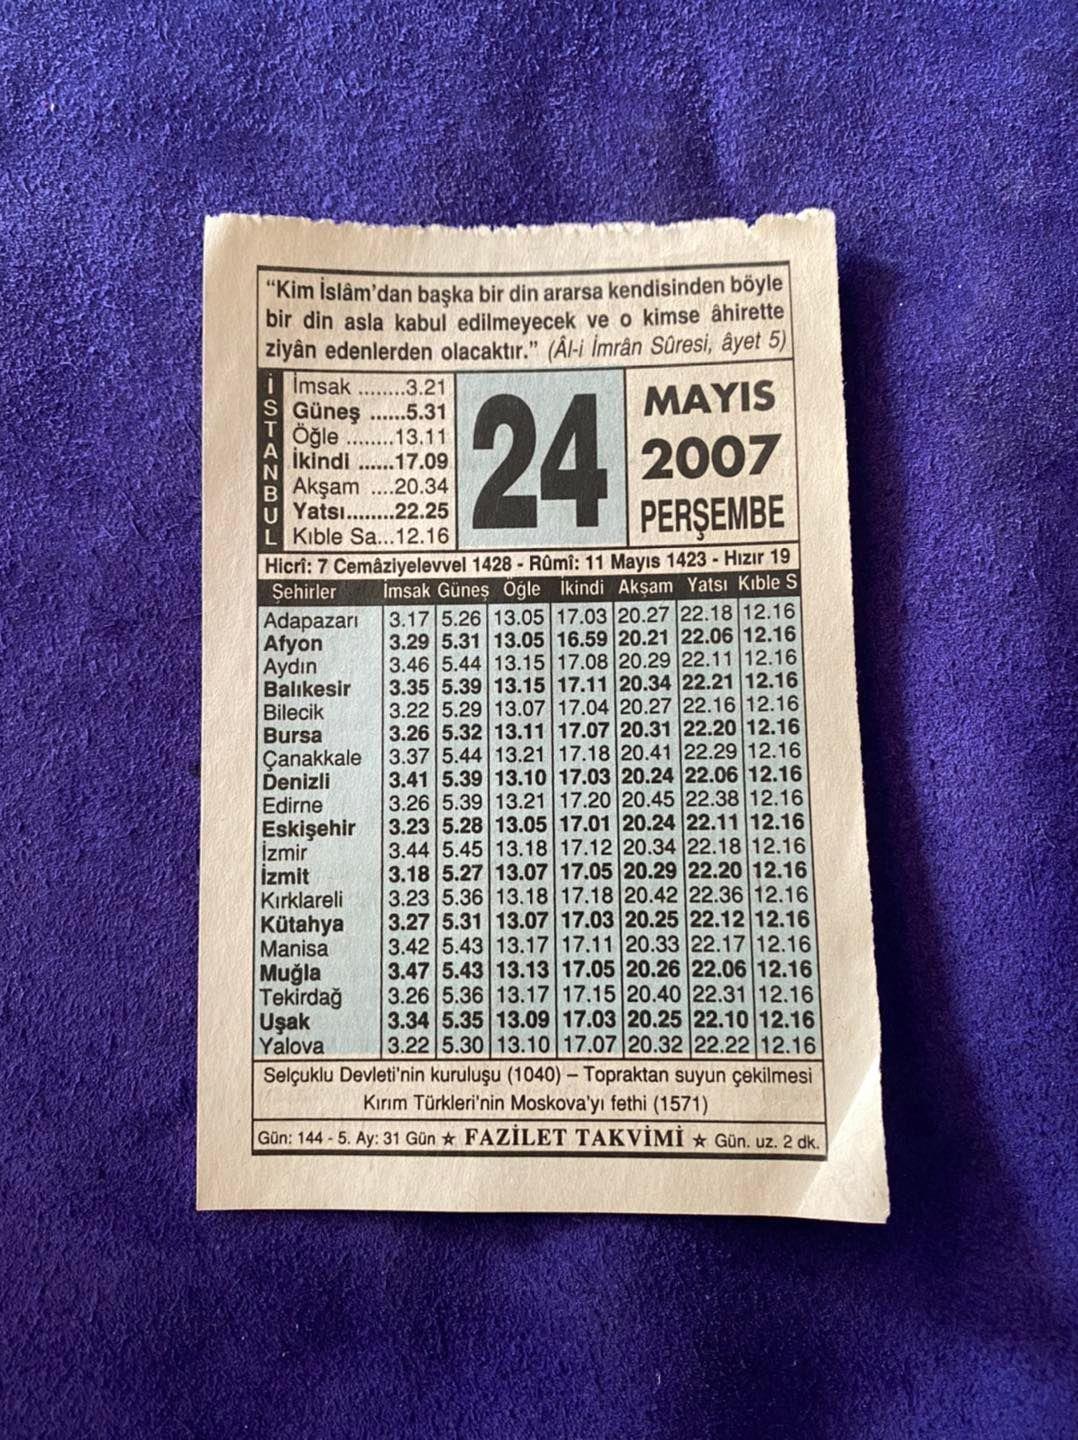 “Kim İslâm’dan başka bir din ararsa kendisinden böyle
bir din asla kabul edilmeyecek ve o kimse âhirette
ziyân edenlerden olacaktır.” (Âl-i İmrân Sûresi, âyet 5)
İSTANBUL
İmsak ........3.21
Güneş ......5.31
Öğle ........13.11
İkindi ......17.09
Akşam ....20.34
Yatsı........22.25
Kıble Sa...12.16
24
MAYIS
2007
PERŞEMBE
Hicrî: 7 Cemâziyelevvel 1428 - Rûmî: 11 Mayıs 1423 - Hızır 19
Şehirler İmsak Güneş Öğle İkindi Akşam Yatsı Kıble S
Adapazarı 3.17 5.26 13.05 17.03 20.27 22.18 12.16
Afyon 3.29 5.31 13.05 16.59 20.21 22.06 12.16
Aydın 3.46 5.44 13.15 17.08 20.29 22.11 12.16
Balıkesir 3.35 5.39 13.15 17.11 20.34 22.21 12.16
Bilecik 3.22 5.29 13.07 17.04 20.27 22.16 12.16
Bursa 3.26 5.32 13.11 17.07 20.31 22.20 12.16
Çanakkale 3.37 5.44 13.21 17.18 20.41 22.29 12.16
Denizli 3.41 5.39 13.10 17.03 20.24 22.06 12.16
Edirne 3.26 5.39 13.21 17.20 20.45 22.38 12.16
Eskişehir 3.23 5.28 13.05 17.01 20.24 22.11 12.16
İzmir 3.44 5.45 13.18 17.12 20.34 22.18 12.16
İzmit 3.18 5.27 13.07 17.05 20.29 22.20 12.16
Kırklareli 3.23 5.36 13.18 17.18 20.42 22.36 12.16
Kütahya 3.27 5.31 13.07 17.03 20.25 22.12 12.16
Manisa 3.42 5.43 13.17 17.11 20.33 22.17 12.16
Muğla 3.47 5.43 13.13 17.05 20.26 22.06 12.16
Tekirdağ 3.26 5.36 13.17 17.15 20.40 22.31 12.16
Uşak 3.34 5.35 13.09 17.03 20.25 22.10 12.16
Yalova 3.22 5.30 13.10 17.07 20.32 22.22 12.16
Selçuklu Devleti’nin kuruluşu (1040) – Topraktan suyun çekilmesi
Kırım Türkleri’nin Moskova’yı fethi (1571)
Gün: 144 - 5. Ay: 31 Gün ★ FAZİLET TAKVİMİ ★ Gün. uz. 2 dk.